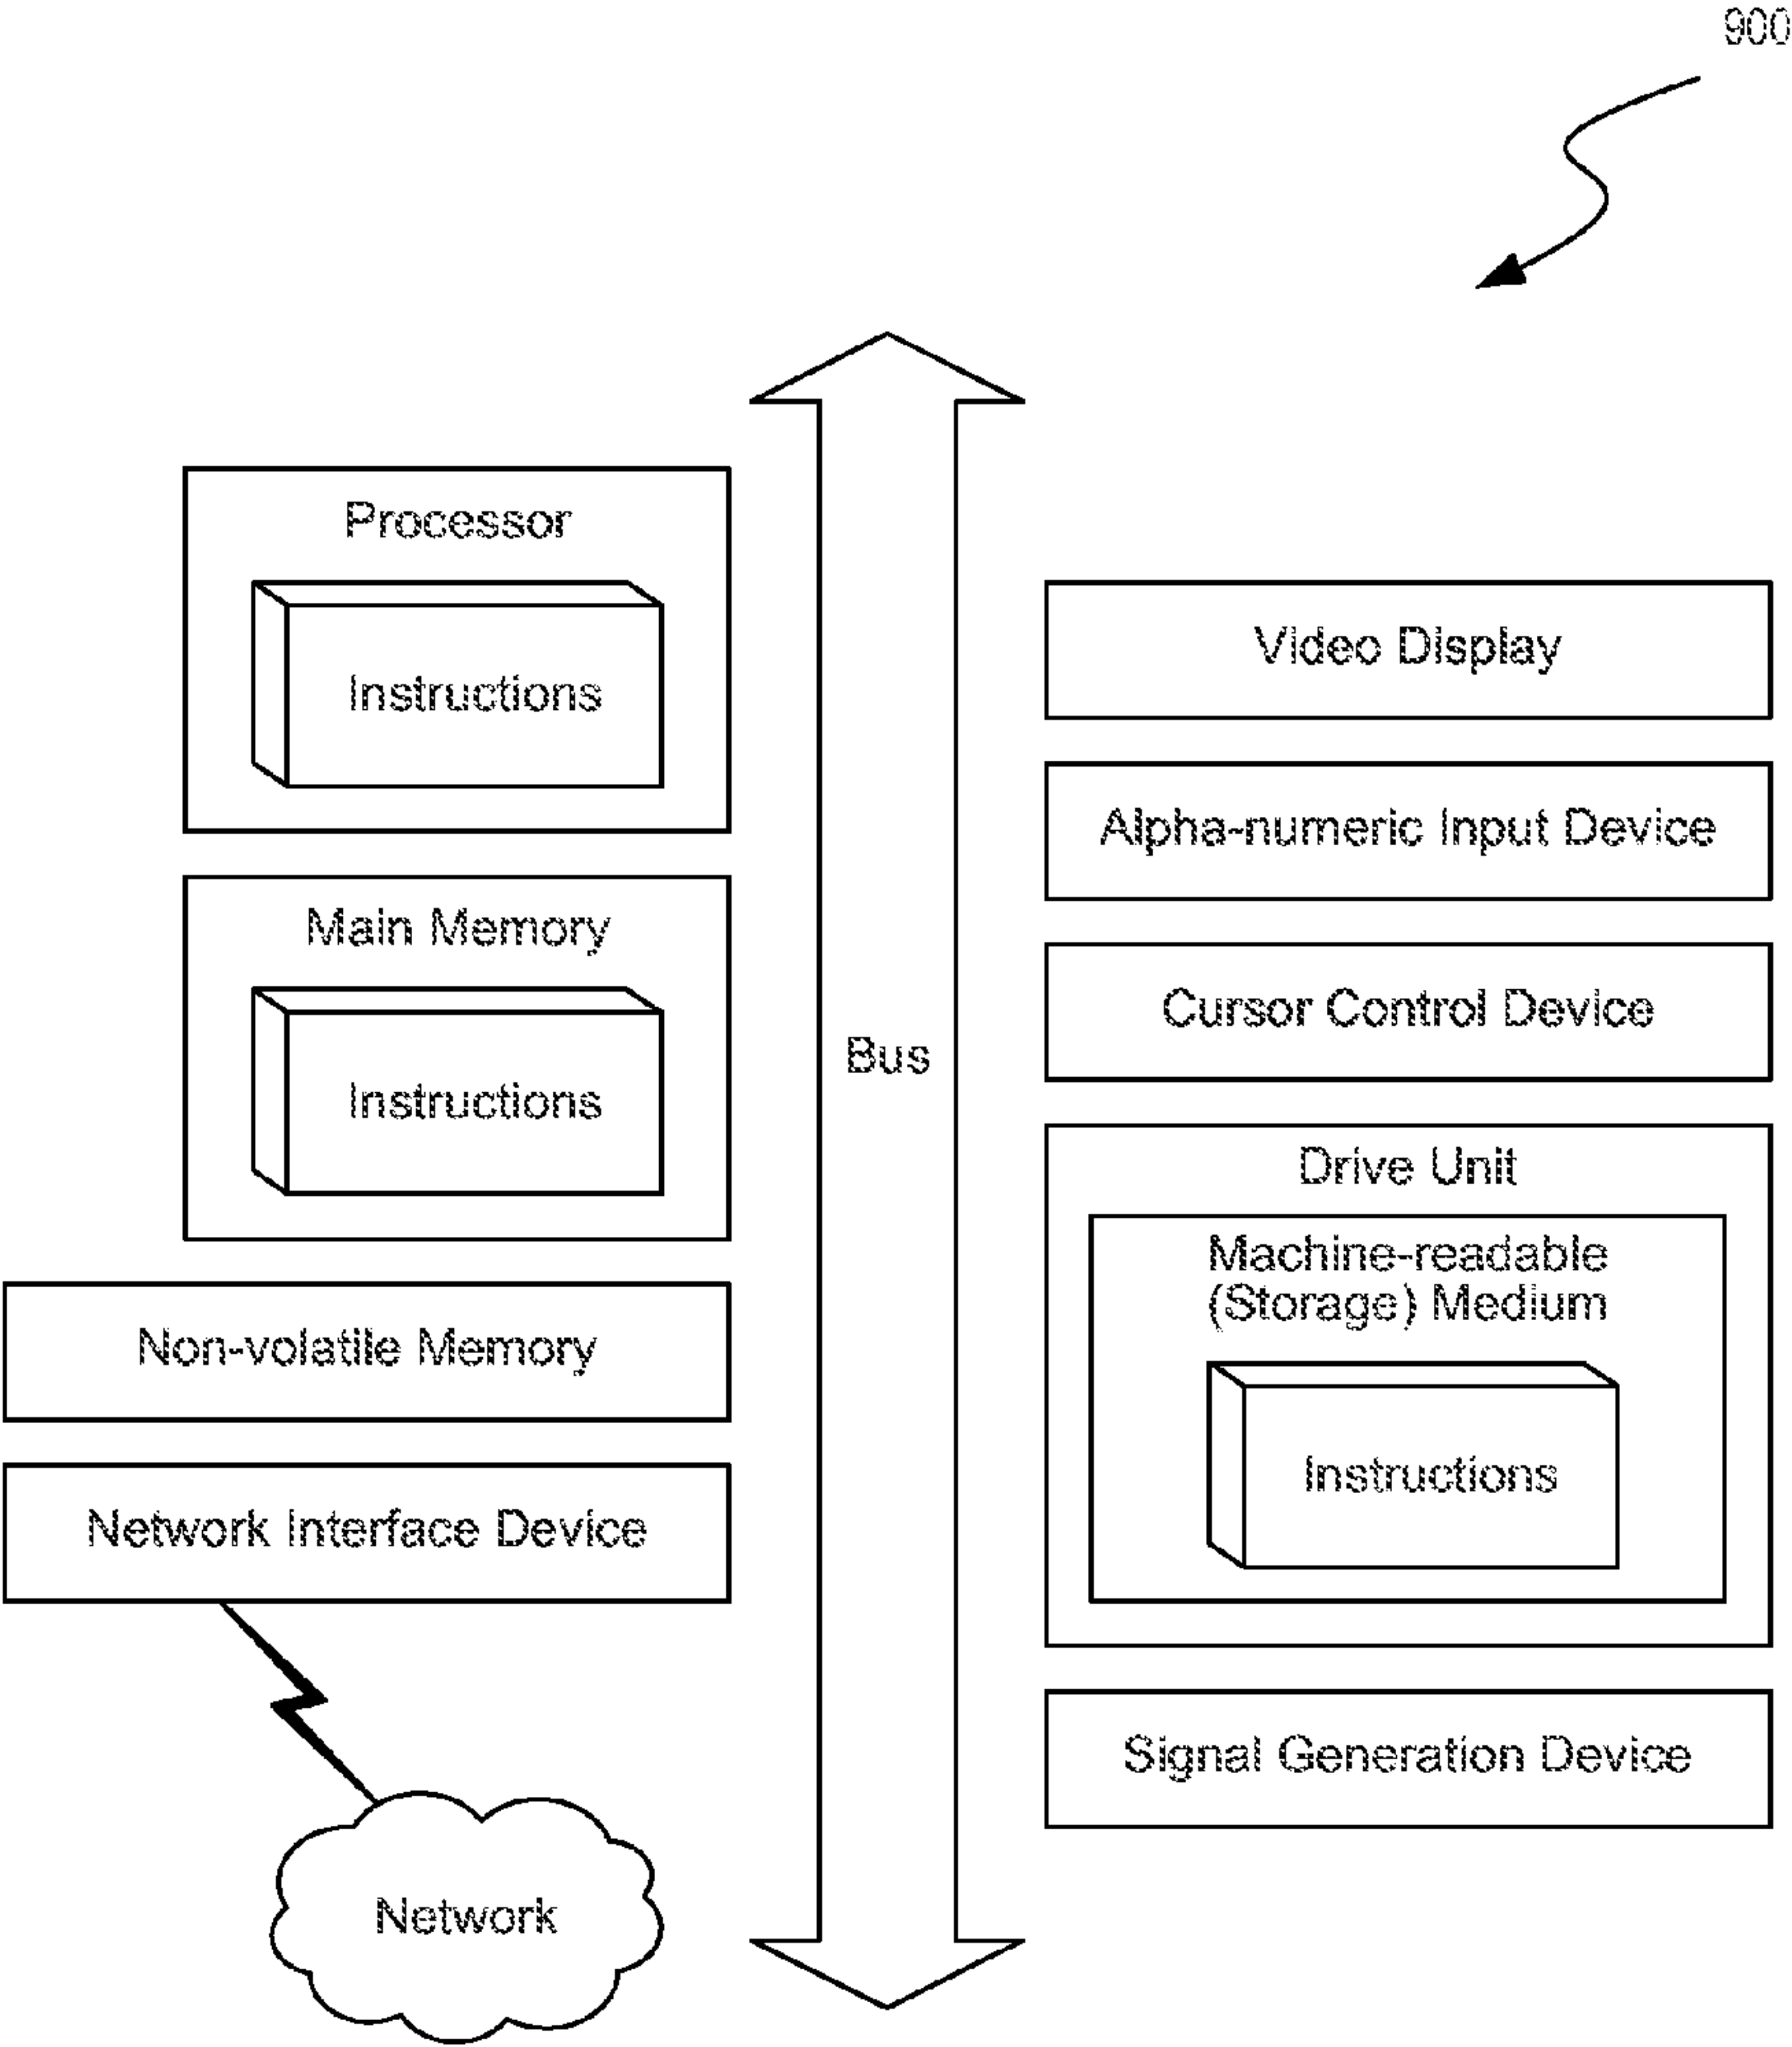 900
Processor
Instructions
Main Memory
Instructions
Non-volatile Memory
Network Interface Device
Network
Bus
Video Display
Alpha-numeric Input Device
Cursor Control Device
Drive Unit
Machine-readable
(Storage) Medium
Instructions
Signal Generation Device